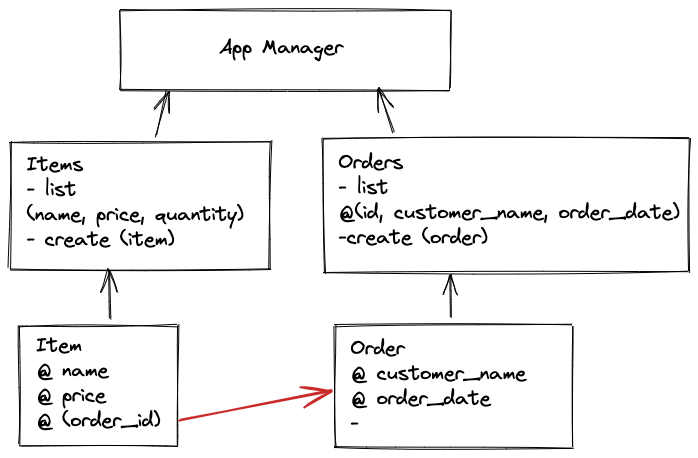 App Manager
Items
- list
(name, price, quantity)
- create (item)
Orders
- list
@(id, customer_name, order_date)
-create (order)
Item
@ name
@ price
@ (order_id)
Order
@ customer_name
@ order_date
-